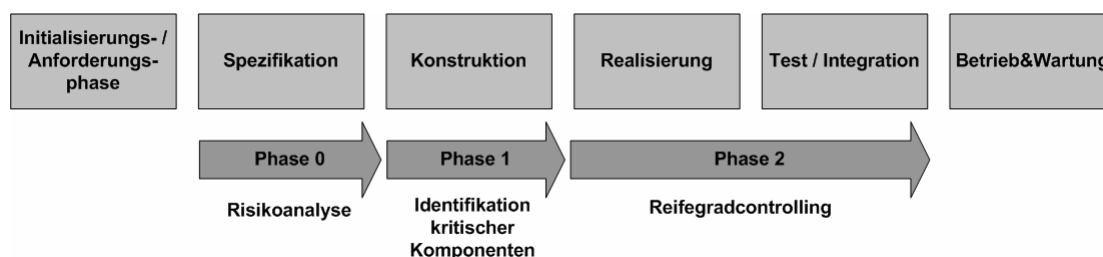 Initialisierungs- /
Anforderungs-
phase
Spezifikation
Konstruktion
Realisierung
Test / Integration
Betrieb&Wartung
Phase 0
Phase 1
Phase 2
Risikoanalyse
Identifikation
kritischer
Komponenten
Reifegradcontrolling